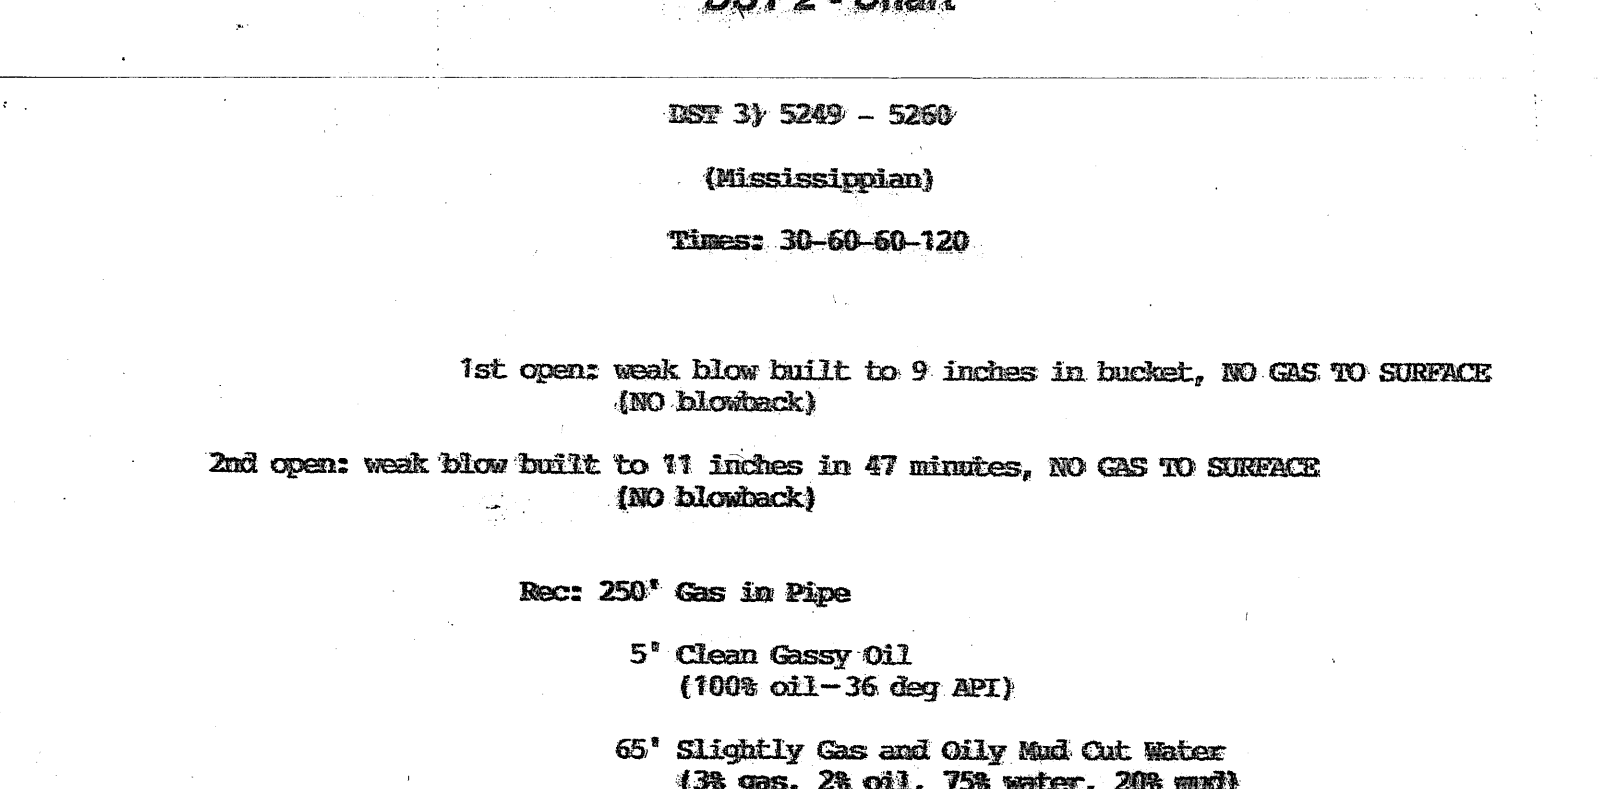 DST 2 - Chart
DST 3) 5249 - 5260
(Mississippian)
Times: 30-60-60-120
1st open: weak blow built to 9 inches in bucket, NO GAS TO SURFACE
(NO blowback)
2nd open: weak blow built to 11 inches in 47 minutes, NO GAS TO SURFACE
(NO blowback)
Rec: 250' Gas in Pipe
5' Clean Gassy Oil
(100% oil-36 deg API)
65' Slightly Gas and Oily Mud Cut Water
(3% gas, 2% oil, 75% water, 20% mud)